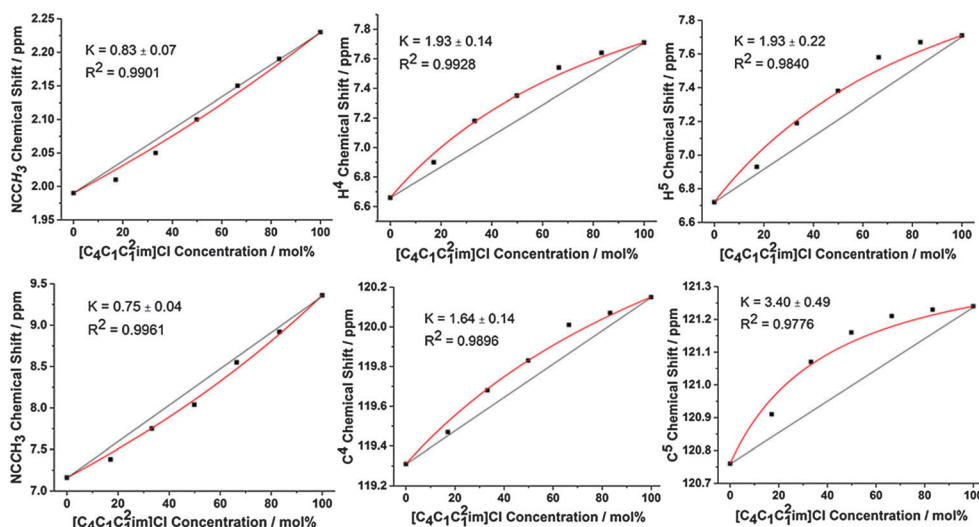 2.25
2.20
2.15
2.10
2.05
2.00
1.95
NCCH3 Chemical Shift / ppm
K = 0.83 ± 0.07
R² = 0.9901
0 20 40 60 80 100
[C₄C₁C₁²im]Cl Concentration / mol%
7.8
7.6
7.4
7.2
7.0
6.8
6.6
H⁴ Chemical Shift / ppm
K = 1.93 ± 0.14
R² = 0.9928
0 20 40 60 80 100
[C₄C₁C₁²im]Cl Concentration / mol%
7.8
7.6
7.4
7.2
7.0
6.8
6.6
H⁵ Chemical Shift / ppm
K = 1.93 ± 0.22
R² = 0.9840
0 20 40 60 80 100
[C₄C₁C₁²im]Cl Concentration / mol%
9.5
9.0
8.5
8.0
7.5
7.0
NCCH₃ Chemical Shift / ppm
K = 0.75 ± 0.04
R² = 0.9961
0 20 40 60 80 100
[C₄C₁C₁²im]Cl Concentration / mol%
120.2
120.0
119.8
119.6
119.4
119.2
C⁴ Chemical Shift / ppm
K = 1.64 ± 0.14
R² = 0.9896
0 20 40 60 80 100
[C₄C₁C₁²im]Cl Concentration / mol%
121.3
121.2
121.1
121.0
120.9
120.8
120.7
C⁵ Chemical Shift / ppm
K = 3.40 ± 0.49
R² = 0.9776
0 20 40 60 80 100
[C₄C₁C₁²im]Cl Concentration / mol%